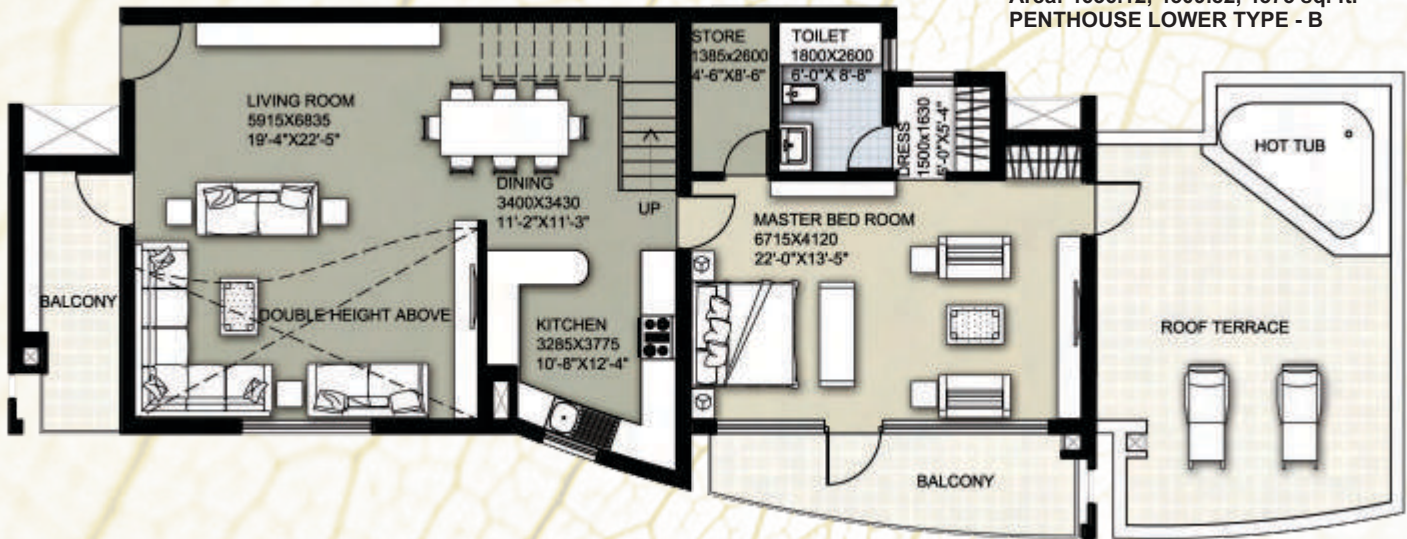 PENTHOUSE LOWER TYPE - B
STORE
1385x2600
4'-6"X8'-6"
TOILET
1800X2600
6'-0"X 8'-8"
LIVING ROOM
5915X6835
19'-4"X22'-5"
DRESS
1500x1630
5'-0"X5'-4"
HOT TUB
DINING
3400X3430
11'-2"X11'-3"
UP
MASTER BED ROOM
6715X4120
22'-0"X13'-5"
BALCONY
DOUBLE HEIGHT ABOVE
KITCHEN
3285X3775
10'-8"X12'-4"
ROOF TERRACE
BALCONY